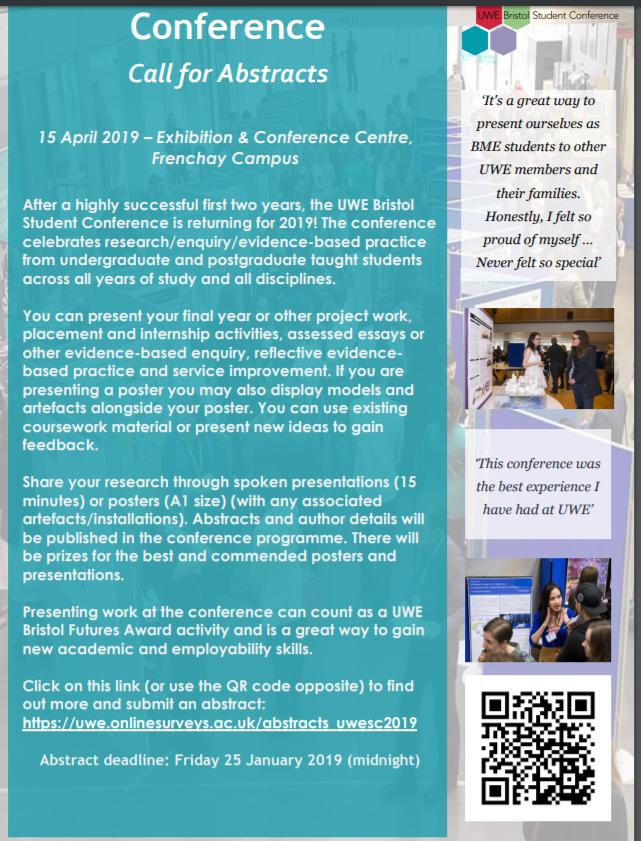 Conference
Call for Abstracts
15 April 2019 – Exhibition & Conference Centre,
Frenchay Campus
After a highly successful first two years, the UWE Bristol
Student Conference is returning for 2019! The conference
celebrates research/enquiry/evidence-based practice
from undergraduate and postgraduate taught students
across all years of study and all disciplines.
You can present your final year or other project work,
placement and internship activities, assessed essays or
other evidence-based enquiry, reflective evidence-
based practice and service improvement. If you are
presenting a poster you may also display models and
artefacts alongside your poster. You can use existing
coursework material or present new ideas to gain
feedback.
Share your research through spoken presentations (15
minutes) or posters (A1 size) (with any associated
artefacts/installations). Abstracts and author details will
be published in the conference programme. There will
be prizes for the best and commended posters and
presentations.
Presenting work at the conference can count as a UWE
Bristol Futures Award activity and is a great way to gain
new academic and employability skills.
Click on this link (or use the QR code opposite) to find
out more and submit an abstract:
https://uwe.onlinesurveys.ac.uk/abstracts_uwesc2019
Abstract deadline: Friday 25 January 2019 (midnight)
UWE Bristol Student Conference
‘It's a great way to
present ourselves as
BME students to other
UWE members and
their families.
Honestly, I felt so
proud of myself ...
Never felt so special’
‘This conference was
the best experience I
have had at UWE’